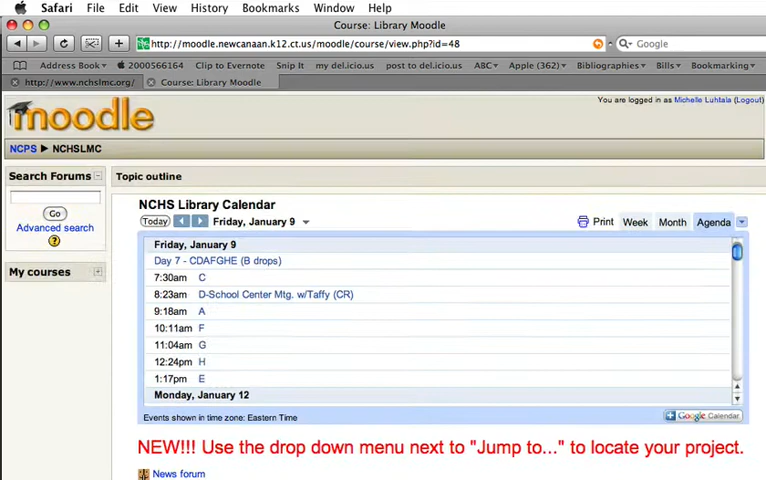 Safari File Edit View History Bookmarks Window Help
Course: Library Moodle
http://moodle.newcanaan.k12.ct.us/moodle/course/view.php?id=48
Google
Address Book 2000566164 Clip to Evernote Snip It my del.icio.us post to del.icio.us ABC Apple (362) Bibliographies Bills Bookmarking
http://www.nchslmc.org/ Course: Library Moodle
moodle
You are logged in as Michelle Luhtala (Logout)
NCPS ► NCHSLMC
Search Forums
Go
Advanced search
?
My courses
Topic outline
NCHS Library Calendar
Today Friday, January 9 Print Week Month Agenda
Friday, January 9
Day 7 - CDAFGHE (B drops)
7:30am C
8:23am D-School Center Mtg. w/Taffy (CR)
9:18am A
10:11am F
11:04am G
12:24pm H
1:17pm E
Monday, January 12
Events shown in time zone: Eastern Time
Google Calendar
NEW!!! Use the drop down menu next to "Jump to..." to locate your project.
News forum